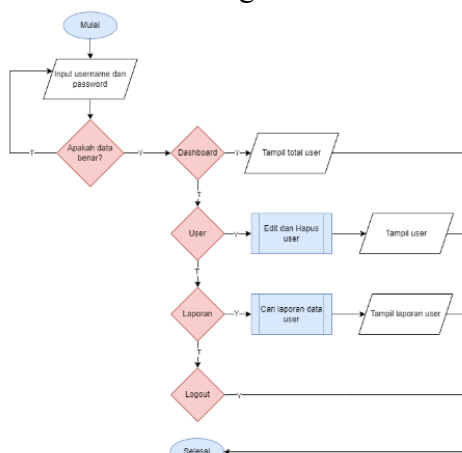 Mulai
Input username dan
password
Apakah data
benar?
T
Y
Dashboard
Y
Tampil total user
T
User
Y
Edit dan Hapus
user
Tampil user
T
Laporan
Y
Cari laporan data
user
Tampil laporan user
T
Logout
Y
Selesai